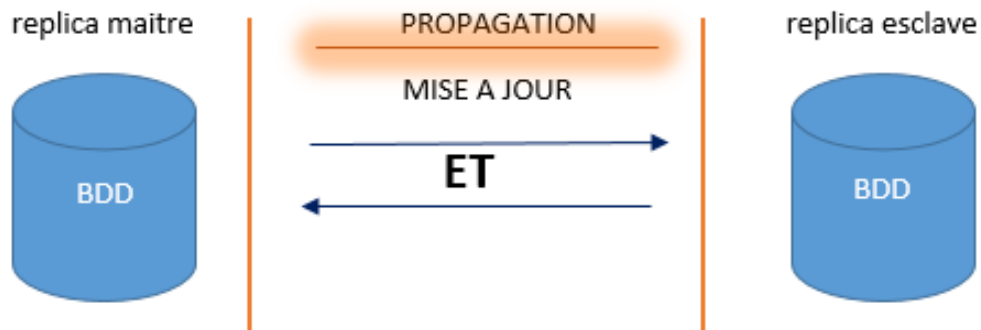 replica maitre
PROPAGATION
replica esclave
MISE A JOUR
ET
BDD
BDD